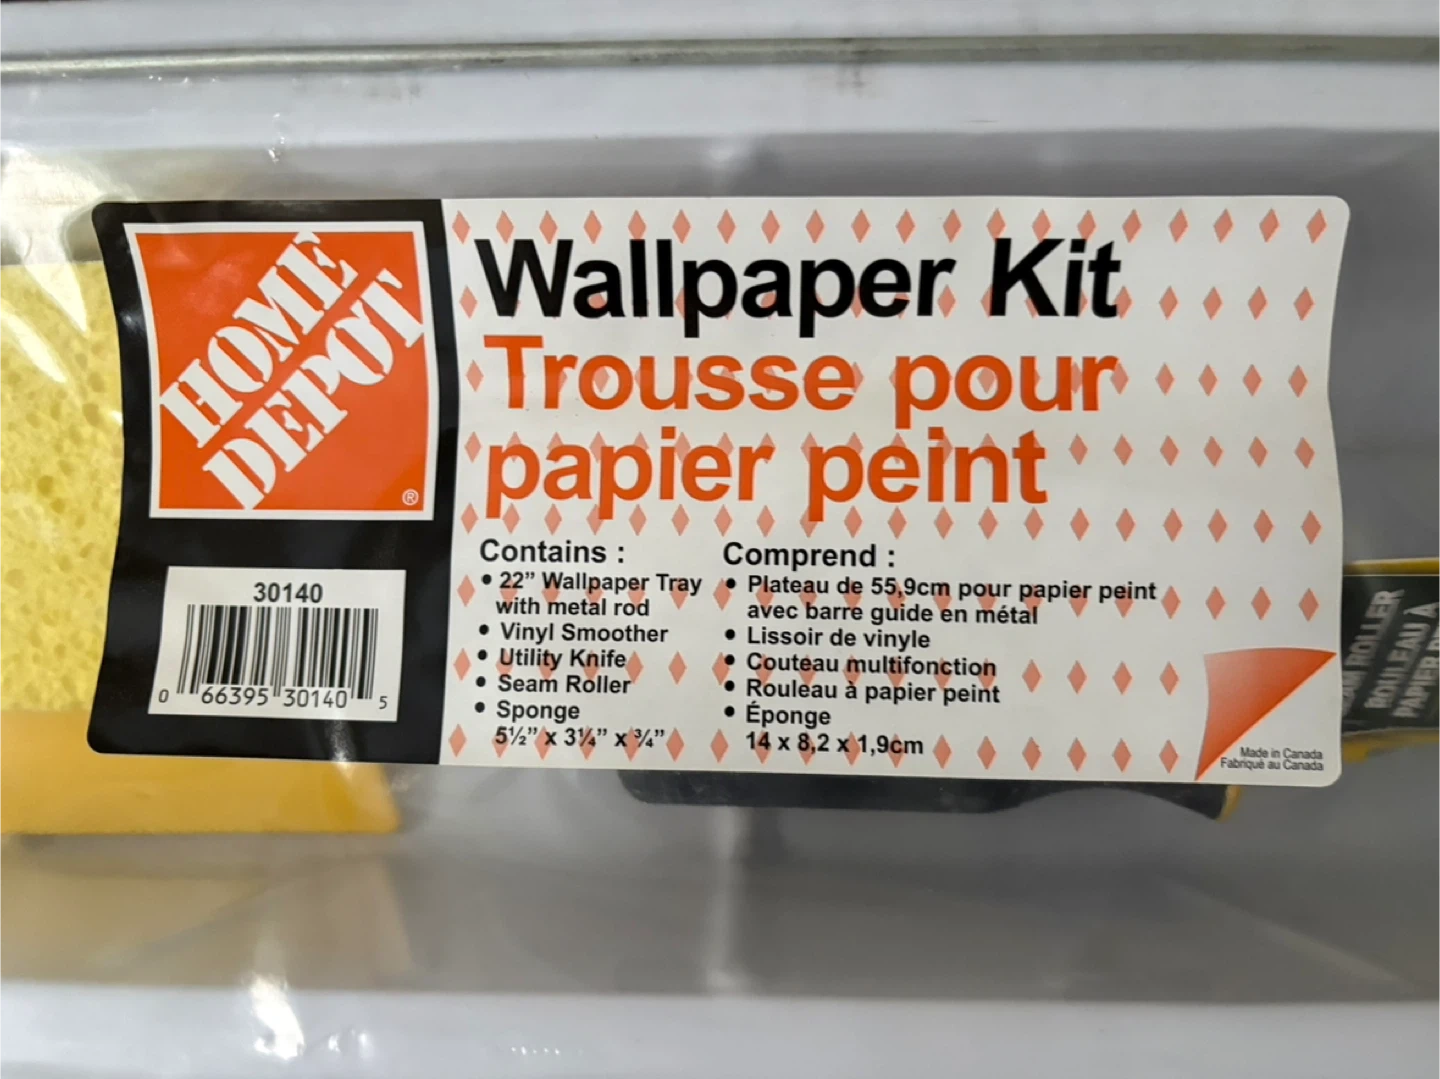 HOME
DEPOT
®
30140
0 66395 30140 5
Wallpaper Kit
Trousse pour
papier peint
Contains :
• 22” Wallpaper Tray
with metal rod
• Vinyl Smoother
• Utility Knife
• Seam Roller
• Sponge
5½” x 3¼” x ¾”
Comprend :
• Plateau de 55,9cm pour papier peint
avec barre guide en métal
• Lissoir de vinyle
• Couteau multifonction
• Rouleau à papier peint
• Éponge
14 x 8,2 x 1,9cm
Made in Canada
Fabriqué au Canada
ROLLER
ROULEAU À
PAPIER